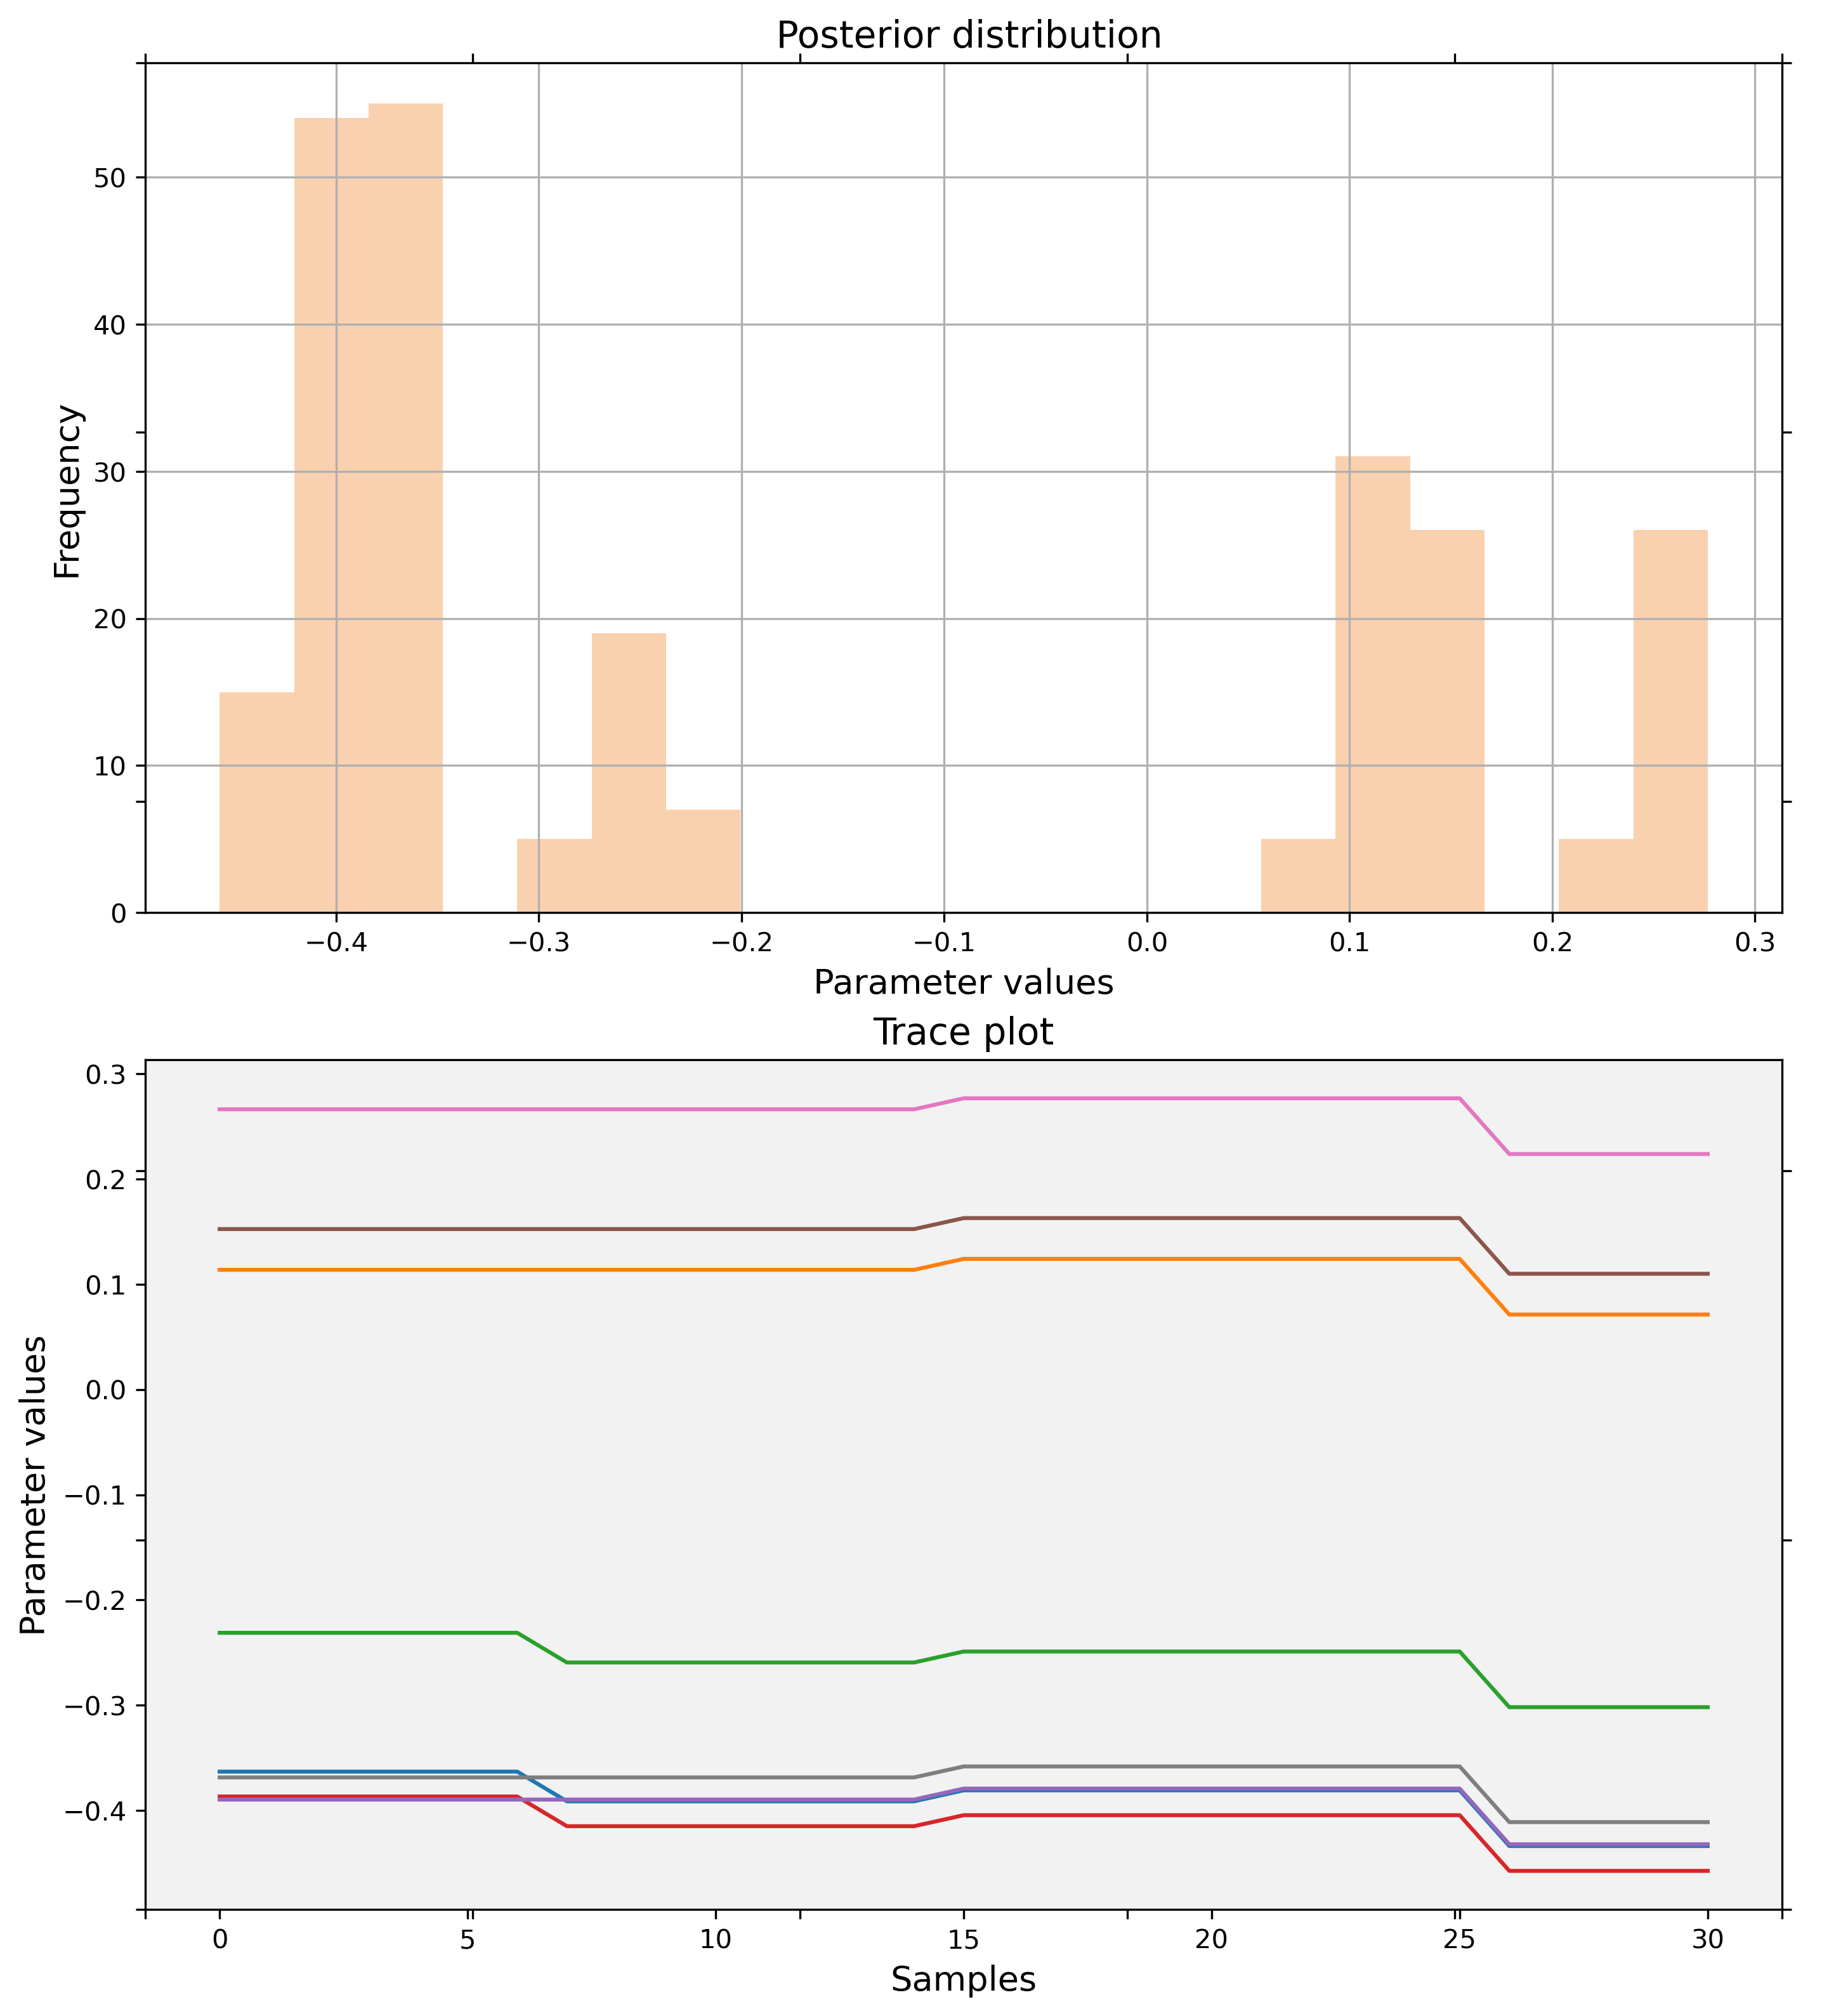 Posterior distribution
50
40
30
20
10
0
Frequency
−0.4 −0.3 −0.2 −0.1 0.0 0.1 0.2 0.3
Parameter values
Trace plot
0.3
0.2
0.1
0.0
−0.1
−0.2
−0.3
−0.4
Parameter values
0 5 10 15 20 25 30
Samples